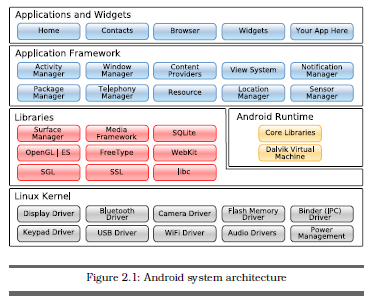 Applications and Widgets
Home Contacts Browser Widgets Your App Here
Application Framework
Activity Manager Window Manager Content Providers View System Notification Manager
Package Manager Telephony Manager Resource Location Manager Sensor Manager
Libraries
Surface Manager Media Framework SQLite
OpenGL | ES FreeType WebKit
SGL SSL libc
Android Runtime
Core Libraries
Dalvik Virtual Machine
Linux Kernel
Display Driver Bluetooth Driver Camera Driver Flash Memory Driver Binder (IPC) Driver
Keypad Driver USB Driver WiFi Driver Audio Drivers Power Management
Figure 2.1: Android system architecture